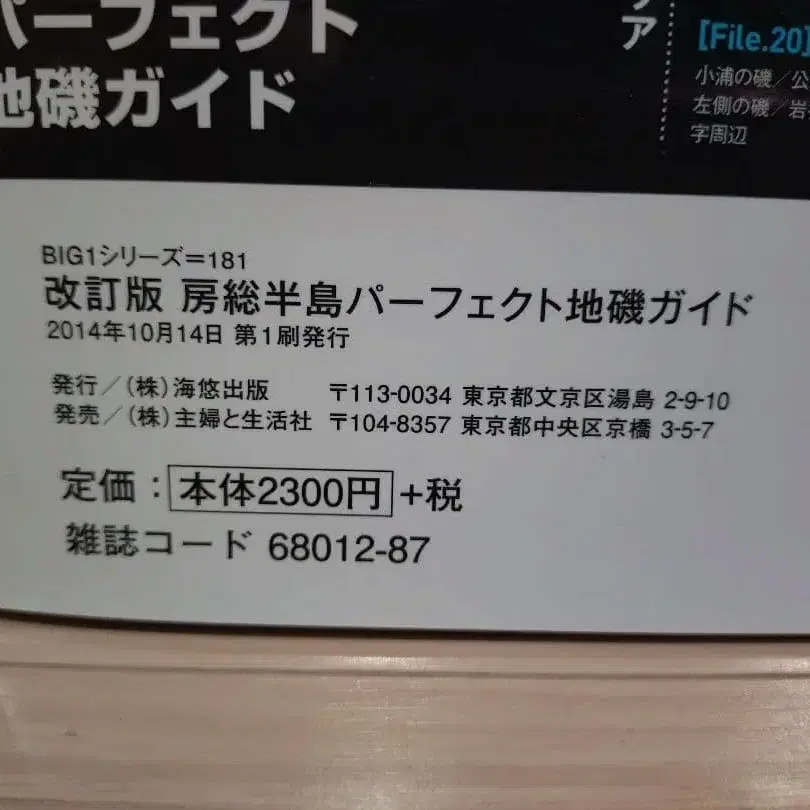 パーフェクト
地磯ガイド
ア
[File.20]
小浦の磯/公
左側の磯/岩
字周辺
BIG1シリーズ=181
改訂版 房総半島パーフェクト地磯ガイド
2014年10月14日 第1刷発行
発行/(株)海悠出版 〒113-0034 東京都文京区湯島 2-9-10
発売/(株)主婦と生活社 〒104-8357 東京都中央区京橋 3-5-7
定価:本体2300円+税
雑誌コード 68012-87